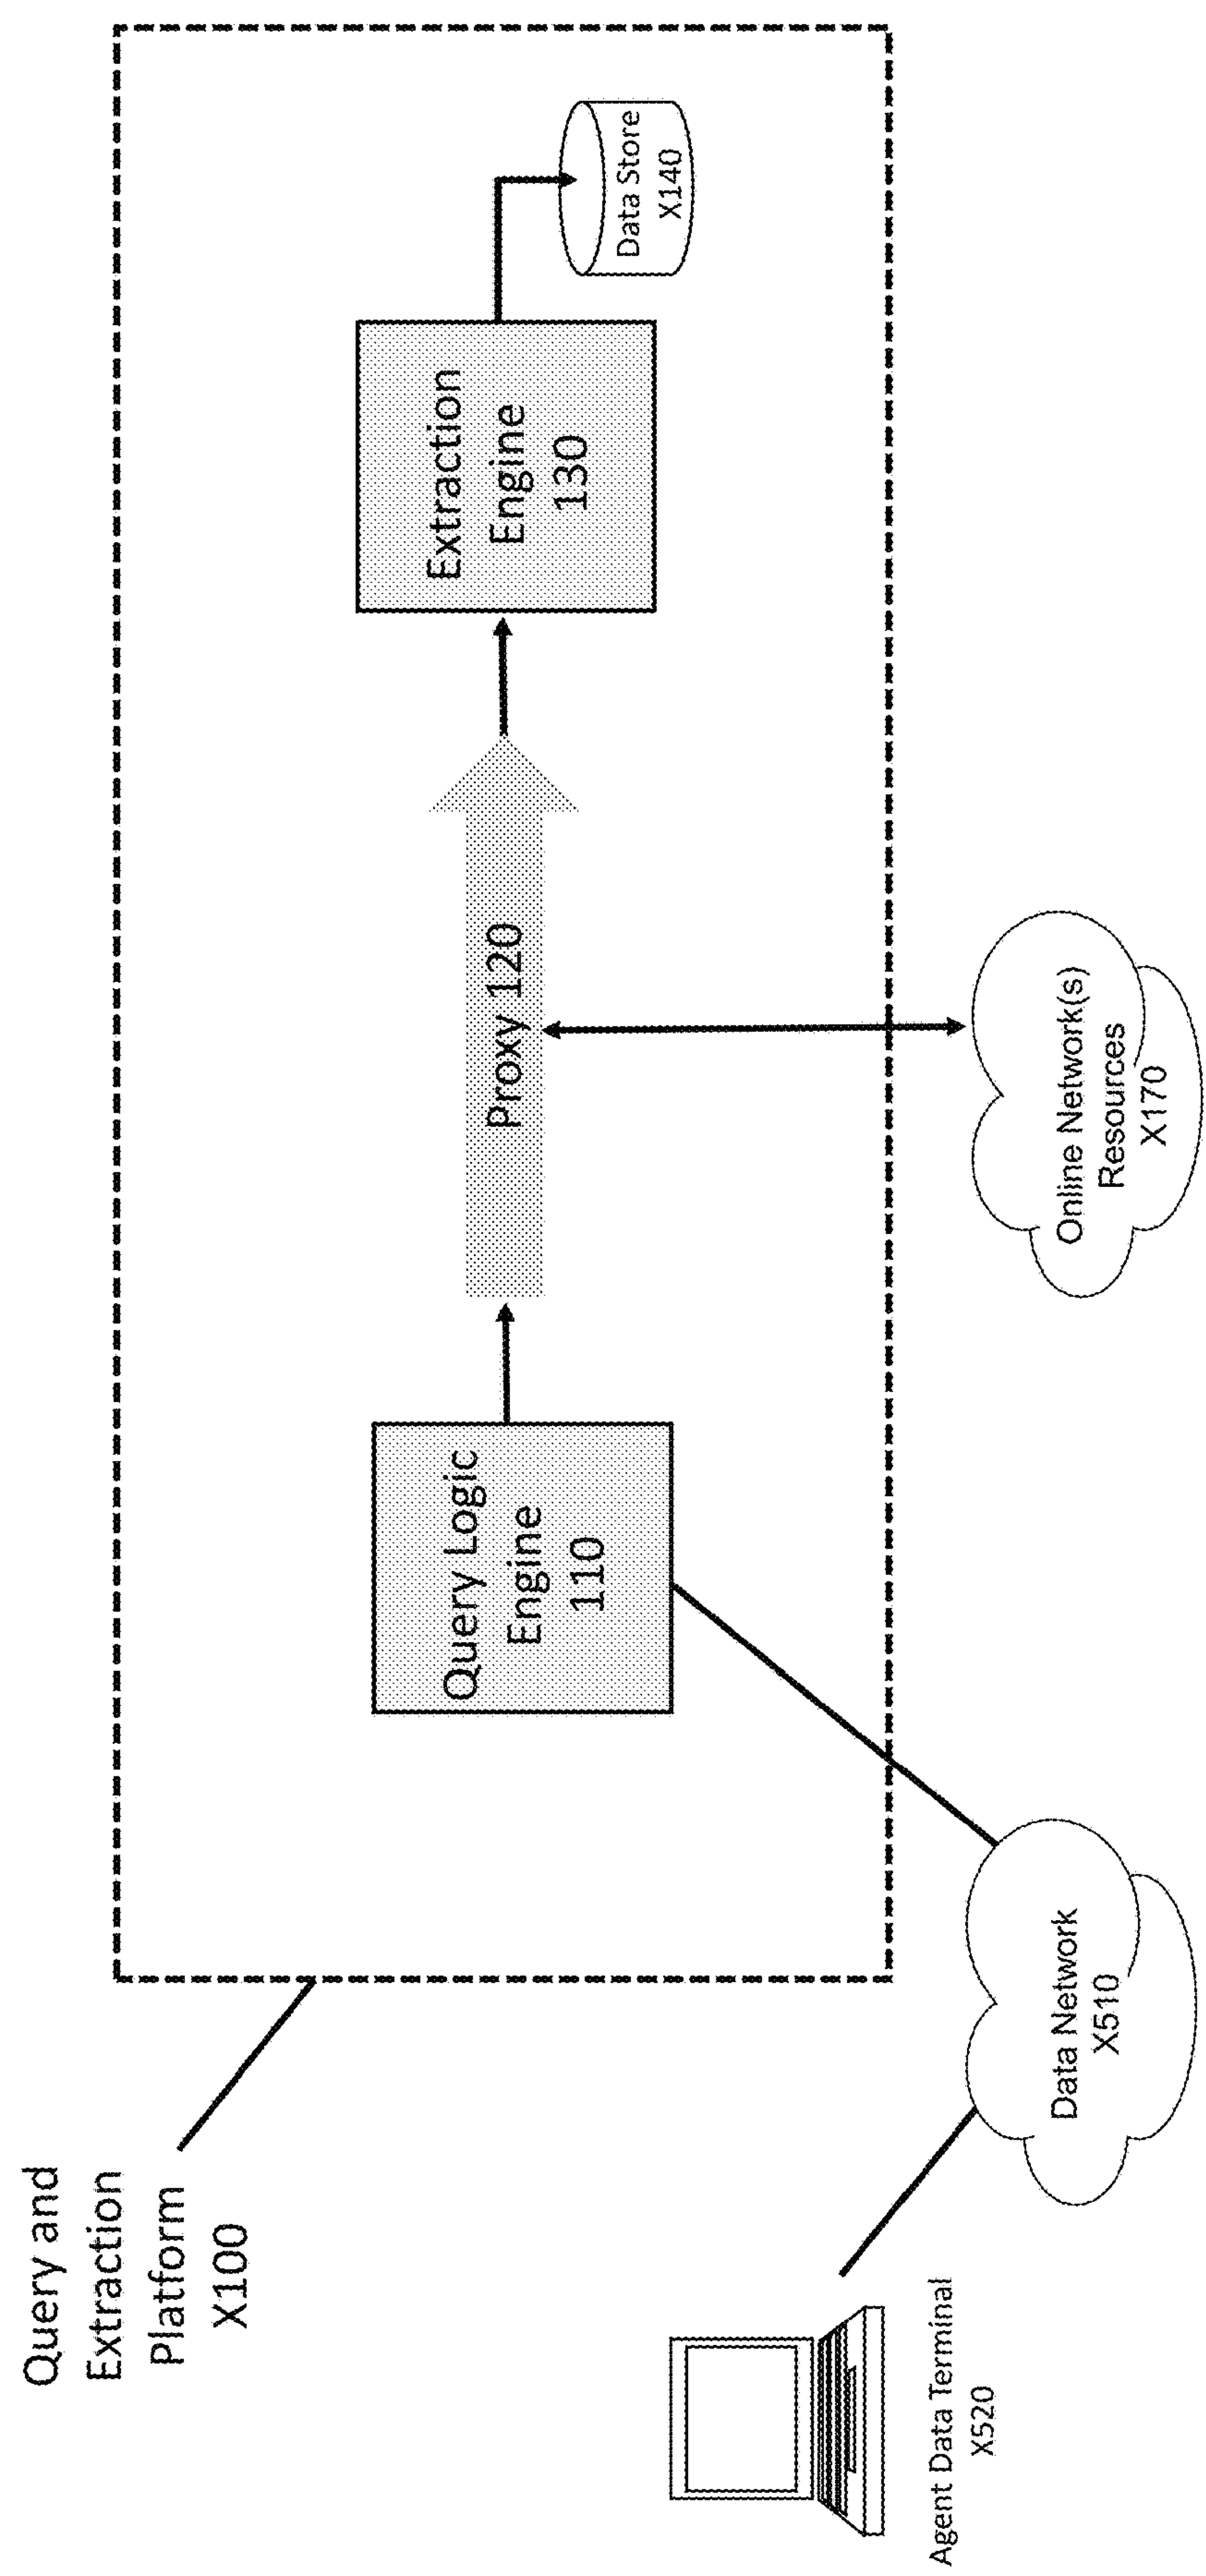 Query and
Extraction
Platform
X100
Query Logic
Engine
110
Proxy 120
Extraction
Engine
130
Data Store
X140
Agent Data Terminal
X520
Data Network
X510
Online Network(s)
Resources
X170